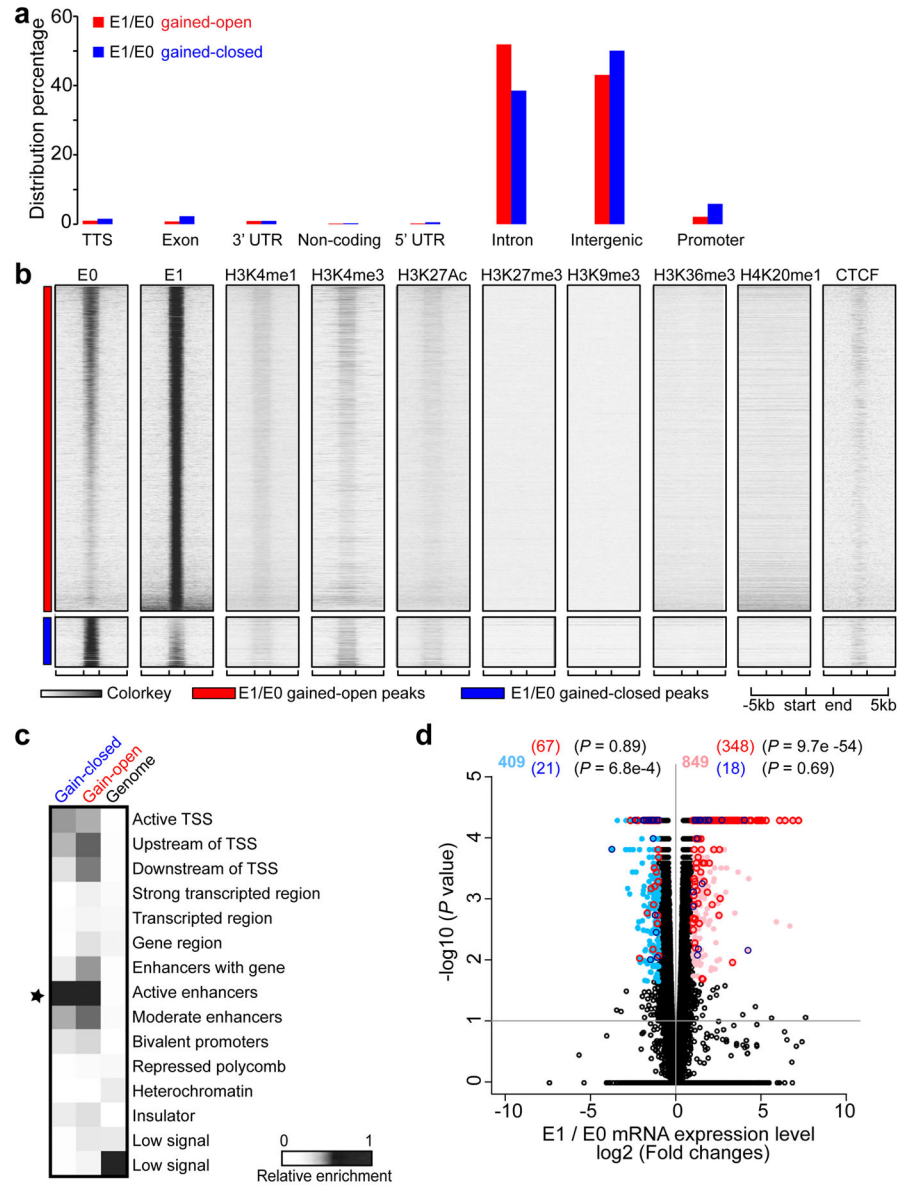 a
60
40
20
0
Distribution percentage
E1/E0 gained-open
E1/E0 gained-closed
TTS Exon 3' UTR Non-coding 5' UTR Intron Intergenic Promoter
b
E0 E1 H3K4me1 H3K4me3 H3K27Ac H3K27me3 H3K9me3 H3K36me3 H4K20me1 CTCF
Colorkey E1/E0 gained-open peaks E1/E0 gained-closed peaks
-5kb start end 5kb
c
Gain-closed
Gain-open
Genome
Active TSS
Upstream of TSS
Downstream of TSS
Strong transcribed region
Transcribed region
Gene region
Enhancers with gene
Active enhancers
Moderate enhancers
Bivalent promoters
Repressed polycomb
Heterochromatin
Insulator
Low signal
Low signal
0 1
Relative enrichment
d
409 (67) (P = 0.89)
(21) (P = 6.8e-4)
849 (348) (P = 9.7e -54)
(18) (P = 0.69)
5
4
3
2
1
0
-log10 (P value)
-10 -5 0 5 10
E1 / E0 mRNA expression level
log2 (Fold changes)